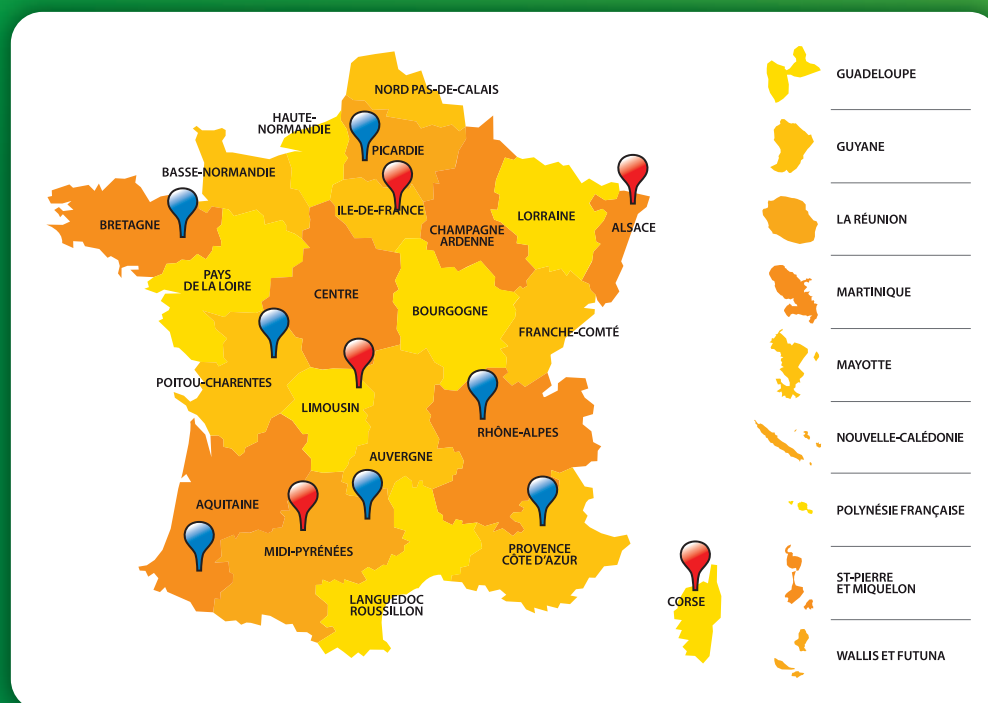 NORD PAS-DE-CALAIS
HAUTE-
NORMANDIE
PICARDIE
BASSE-NORMANDIE
ILE-DE-FRANCE
BRETAGNE
CHAMPAGNE
ARDENNE
LORRAINE
ALSACE
PAYS
DE LA LOIRE
CENTRE
BOURGOGNE
FRANCHE-COMTÉ
POITOU-CHARENTES
LIMOUSIN
RHÔNE-ALPES
AUVERGNE
AQUITAINE
MIDI-PYRÉNÉES
PROVENCE
CÔTE D'AZUR
LANGUEDOC
ROUSSILLON
CORSE
GUADELOUPE
GUYANE
LA RÉUNION
MARTINIQUE
MAYOTTE
NOUVELLE-CALÉDONIE
POLYNÉSIE FRANÇAISE
ST-PIERRE
ET MIQUELON
WALLIS ET FUTUNA